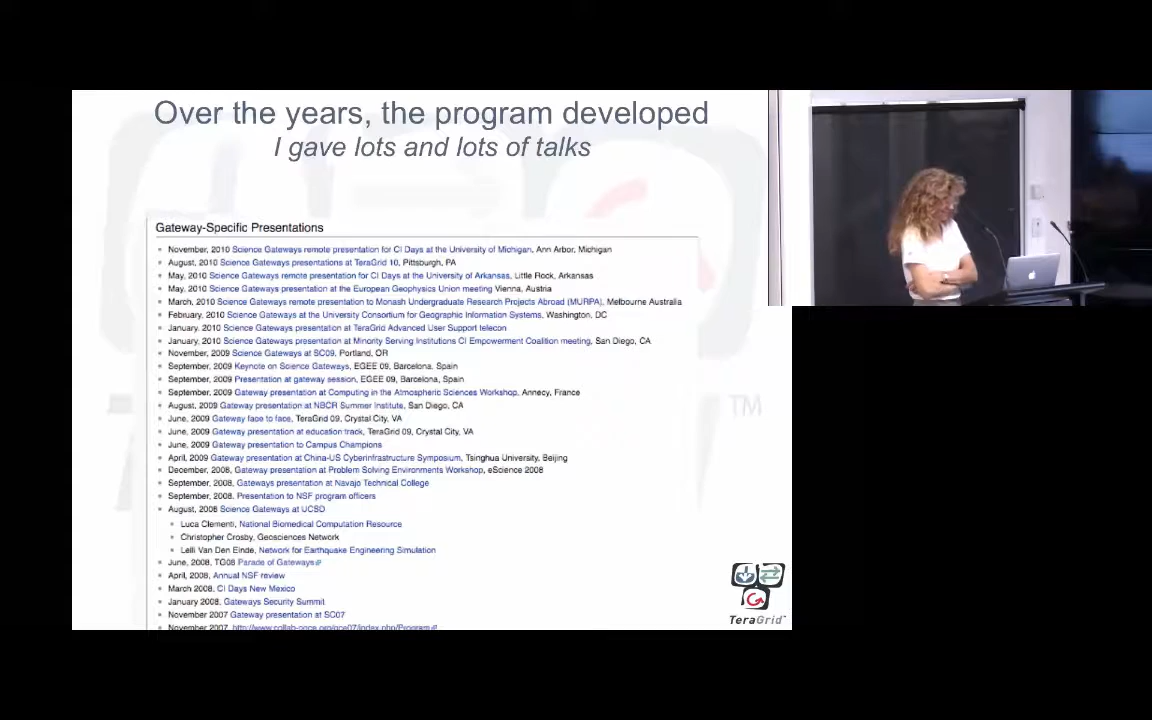 Over the years, the program developed
I gave lots and lots of talks
Gateway-Specific Presentations
November, 2010 Science Gateways remote presentation for CI Days at the University of Michigan, Ann Arbor, Michigan
August, 2010 Science Gateways presentations at TeraGrid 10, Pittsburgh, PA
May, 2010 Science Gateways remote presentation for CI Days at the University of Arkansas, Little Rock, Arkansas
May, 2010 Science Gateways presentation at the European Geophysics Union meeting Vienna, Austria
March, 2010 Science Gateways remote presentation to Monash Undergraduate Research Projects Abroad (MURPA), Melbourne Australia
February, 2010 Science Gateways at the University Consortium for Geographic Information Systems, Washington, DC
January, 2010 Science Gateways presentation at TeraGrid Advanced User Support telecon
January, 2010 Science Gateways presentation at Minority Serving Institutions CI Empowerment Coalition meeting, San Diego, CA
November, 2009 Science Gateways at SC09, Portland, OR
September, 2009 Keynote on Science Gateways, EGEE 09, Barcelona, Spain
September, 2009 Presentation at gateway session, EGEE 09, Barcelona, Spain
September, 2009 Gateway presentation at Computing in the Atmospheric Sciences Workshop, Annecy, France
August, 2009 Gateway presentation at NBCR Summer Institute, San Diego, CA
June, 2009 Gateway face to face, TeraGrid 09, Crystal City, VA
June, 2009 Gateway presentation at education track, TeraGrid 09, Crystal City, VA
June, 2009 Gateway presentation to Campus Champions
April, 2009 Gateway presentation at China-US Cyberinfrastructure Symposium, Tsinghua University, Beijing
December, 2008, Gateway presentation at Problem Solving Environments Workshop, eScience 2008
September, 2008, Gateways presentation at Navajo Technical College
September, 2008. Presentation to NSF program officers
August, 2008 Science Gateways at UCSD
Luca Clementi, National Biomedical Computation Resource
Christopher Crosby, Geosciences Network
Lelli Van Den Einde, Network for Earthquake Engineering Simulation
June, 2008, TG08 Parade of Gateways
April, 2008, Annual NSF review
March 2008, CI Days New Mexico
January 2008, Gateways Security Summit
November 2007 Gateway presentation at SC07
November 2007, http://www.collab-ogce.org/gce07/index.php/Program
TM
TeraGrid™